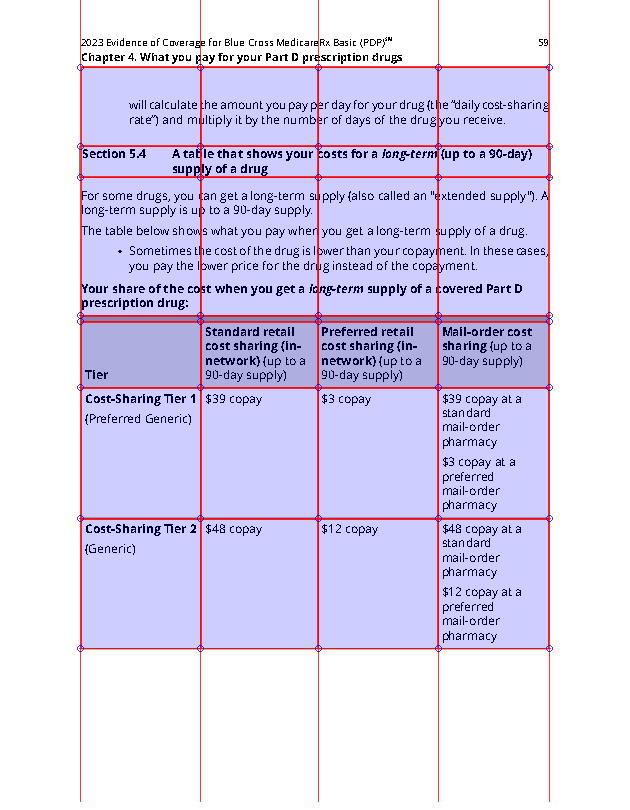 2023 Evidence of Coverage for Blue Cross MedicareRx Basic (PDP)℠ 59
Chapter 4. What you pay for your Part D prescription drugs
will calculate the amount you pay per day for your drug (the “daily cost-sharing
rate”) and multiply it by the number of days of the drug you receive.
Section 5.4 A table that shows your costs for a long-term (up to a 90-day)
supply of a drug
For some drugs, you can get a long-term supply (also called an "extended supply"). A
long-term supply is up to a 90-day supply.
The table below shows what you pay when you get a long-term supply of a drug.
• Sometimes the cost of the drug is lower than your copayment. In these cases,
you pay the lower price for the drug instead of the copayment.
Your share of the cost when you get a long-term supply of a covered Part D
prescription drug:
Tier
Standard retail
cost sharing (in-
network) (up to a
90-day supply)
Preferred retail
cost sharing (in-
network) (up to a
90-day supply)
Mail-order cost
sharing (up to a
90-day supply)
Cost-Sharing Tier 1
(Preferred Generic)
$39 copay
$3 copay
$39 copay at a
standard
mail-order
pharmacy
$3 copay at a
preferred
mail-order
pharmacy
Cost-Sharing Tier 2
(Generic)
$48 copay
$12 copay
$48 copay at a
standard
mail-order
pharmacy
$12 copay at a
preferred
mail-order
pharmacy